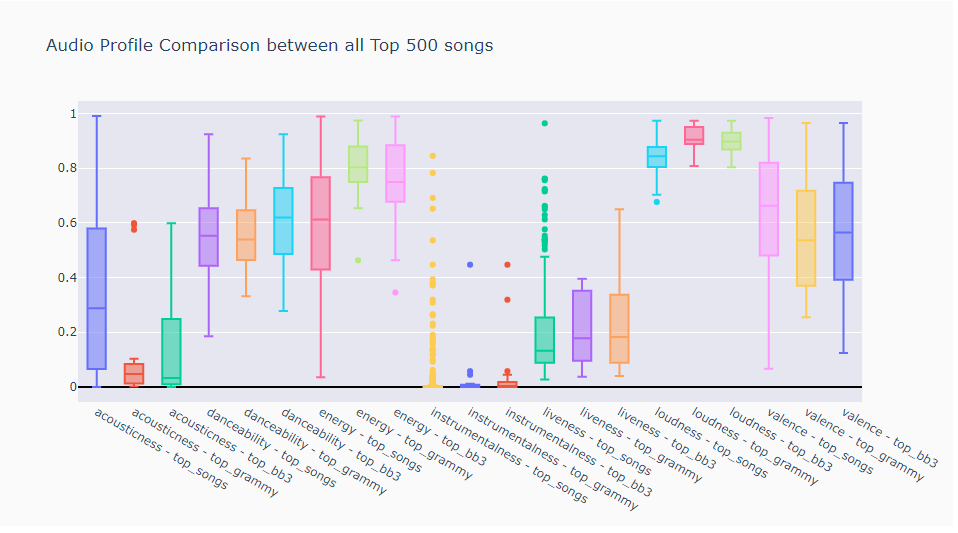 Audio Profile Comparison between all Top 500 songs
1
0.8
0.6
0.4
0.2
0
acousticness - top_songs
acousticness - top_grammy
acousticness - top_bb3
danceability - top_songs
danceability - top_grammy
danceability - top_bb3
energy - top_songs
energy - top_grammy
energy - top_bb3
instrumentalness - top_songs
instrumentalness - top_grammy
instrumentalness - top_bb3
liveness - top_songs
liveness - top_grammy
liveness - top_bb3
loudness - top_songs
loudness - top_grammy
loudness - top_bb3
valence - top_songs
valence - top_grammy
valence - top_bb3